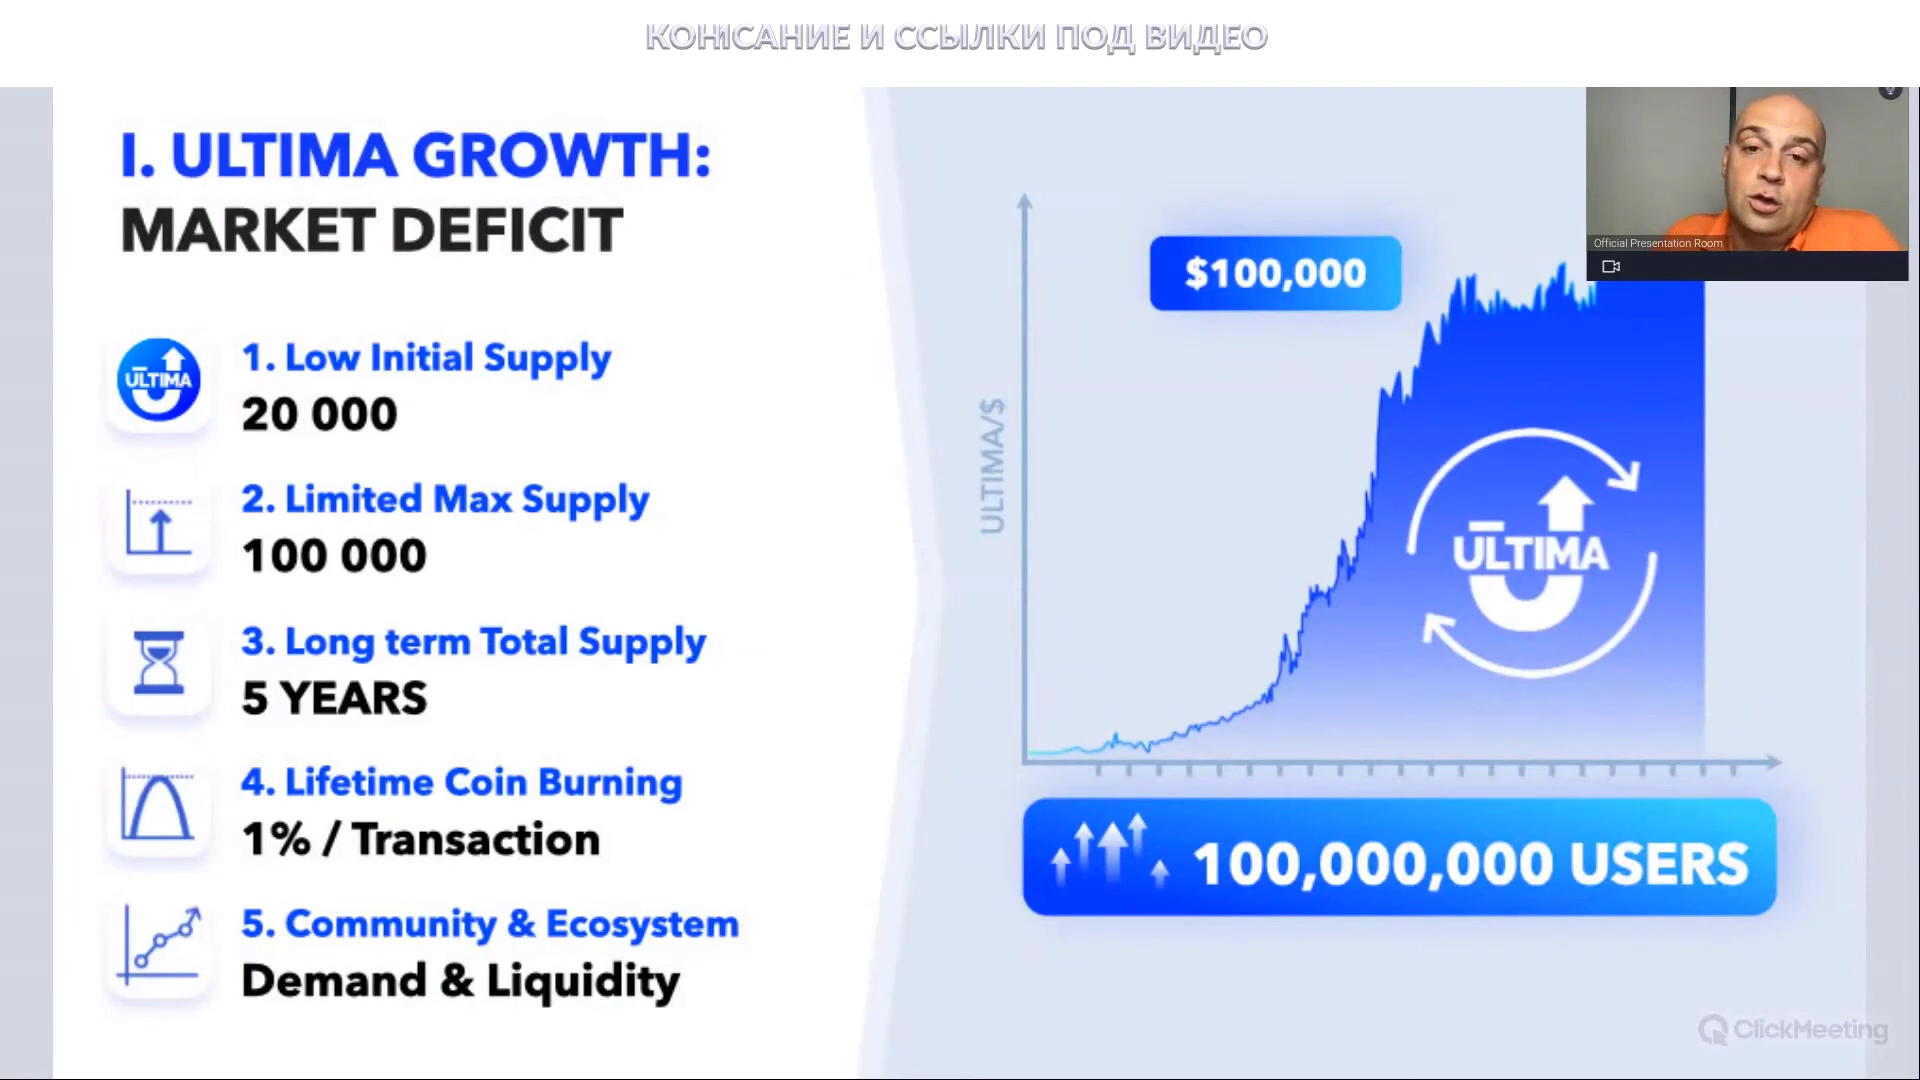 КОНИСАНИЕ И ССЫЛКИ ПОД ВИДЕО
I. ULTIMA GROWTH:
MARKET DEFICIT
ULTIMA
1. Low Initial Supply
20 000
2. Limited Max Supply
100 000
3. Long term Total Supply
5 YEARS
4. Lifetime Coin Burning
1% / Transaction
5. Community & Ecosystem
Demand & Liquidity
$100,000
ULTIMA/$
ŪLTIMA
100,000,000 USERS
Official Presentation Room
ClickMeeting